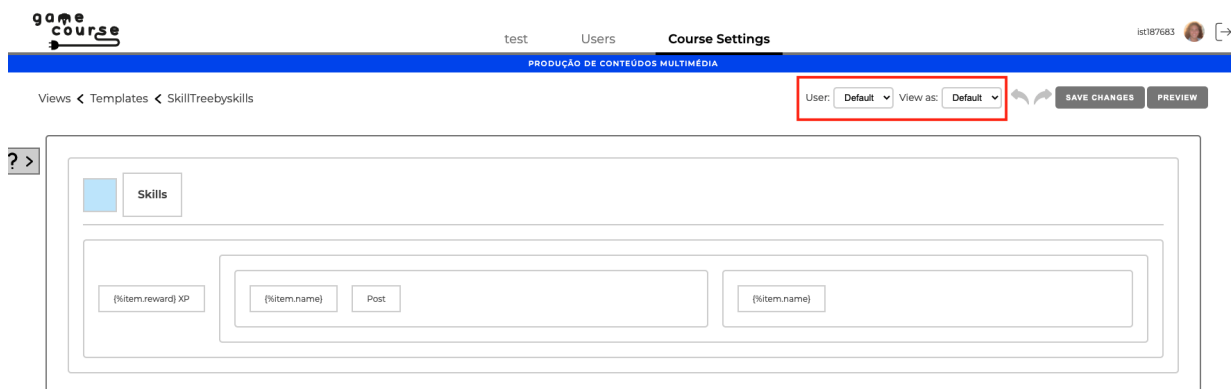 game
course
test Users Course Settings ist187683
PRODUÇÃO DE CONTEÚDOS MULTIMÉDIA
Views < Templates < SkillTreebyskills User: Default View as: Default SAVE CHANGES PREVIEW
? >
Skills
{%item.reward} XP {%item.name} Post {%item.name}